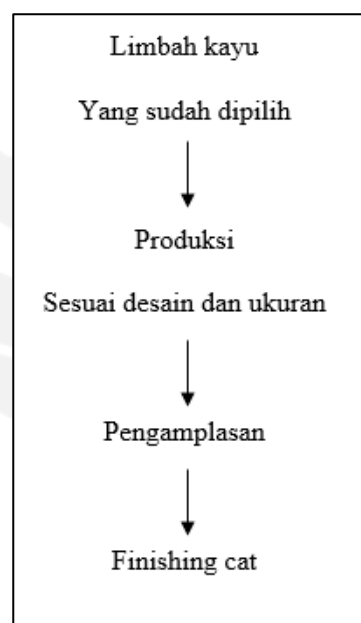 Limbah kayu
Yang sudah dipilih
Produksi
Sesuai desain dan ukuran
Pengamplasan
Finishing cat